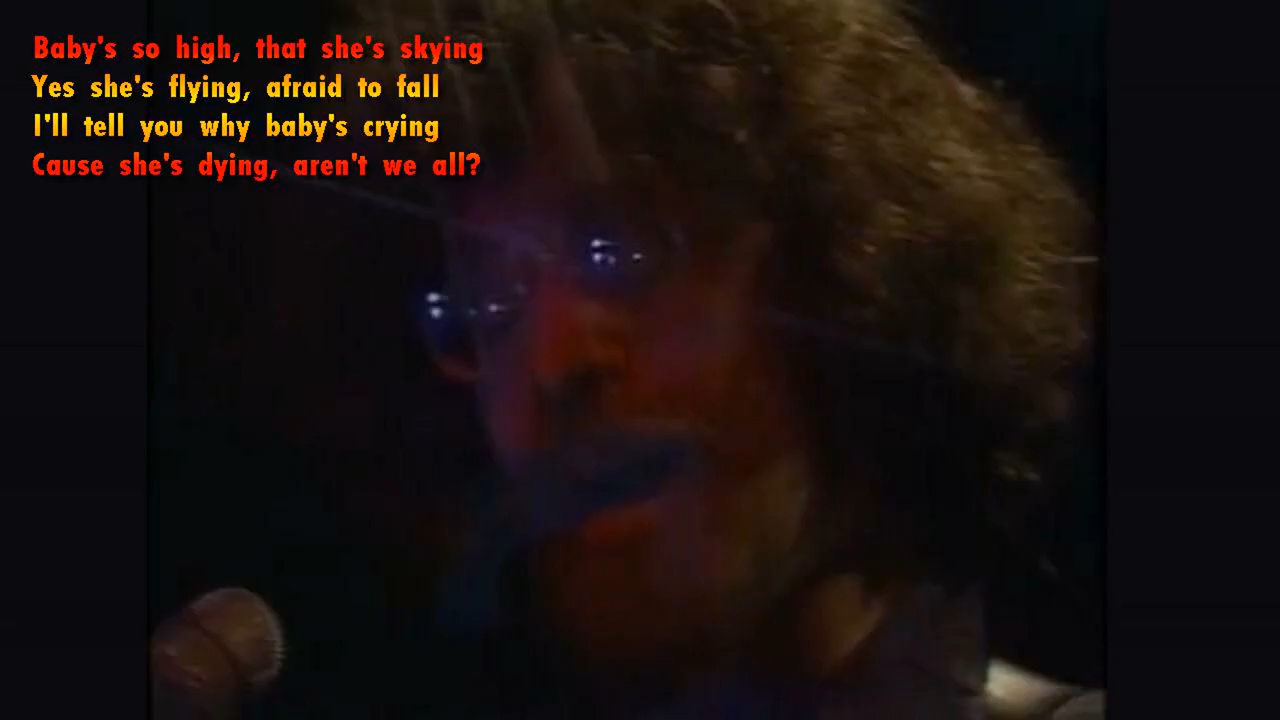 Baby's so high, that she's skying
Yes she's flying, afraid to fall
I'll tell you why baby's crying
Cause she's dying, aren't we all?